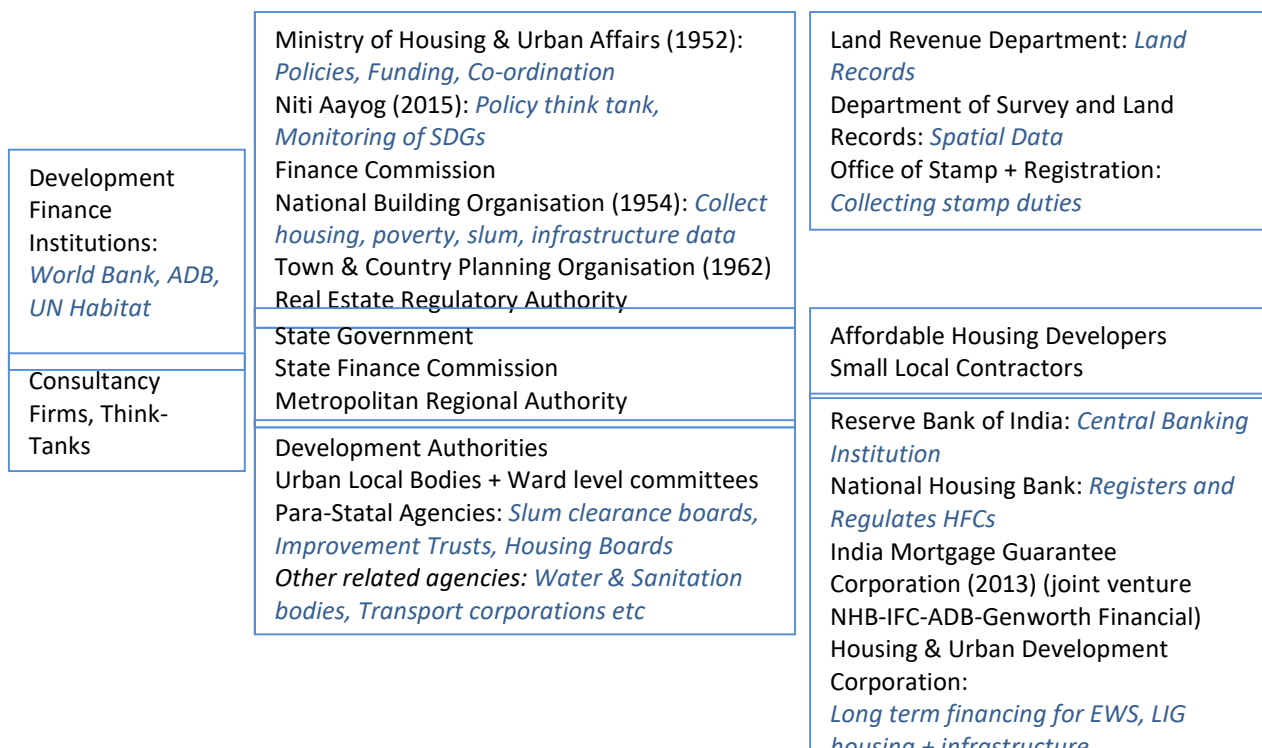 Development
Finance
Institutions:
World Bank, ADB,
UN Habitat
Consultancy
Firms, Think-
Tanks
Ministry of Housing & Urban Affairs (1952):
Policies, Funding, Co-ordination
Niti Aayog (2015): Policy think tank,
Monitoring of SDGs
Finance Commission
National Building Organisation (1954): Collect
housing, poverty, slum, infrastructure data
Town & Country Planning Organisation (1962)
Real Estate Regulatory Authority
State Government
State Finance Commission
Metropolitan Regional Authority
Development Authorities
Urban Local Bodies + Ward level committees
Para-Statal Agencies: Slum clearance boards,
Improvement Trusts, Housing Boards
Other related agencies: Water & Sanitation
bodies, Transport corporations etc
Land Revenue Department: Land
Records
Department of Survey and Land
Records: Spatial Data
Office of Stamp + Registration:
Collecting stamp duties
Affordable Housing Developers
Small Local Contractors
Reserve Bank of India: Central Banking
Institution
National Housing Bank: Registers and
Regulates HFCs
India Mortgage Guarantee
Corporation (2013) (joint venture
NHB-IFC-ADB-Genworth Financial)
Housing & Urban Development
Corporation:
Long term financing for EWS, LIG
housing + infrastructure